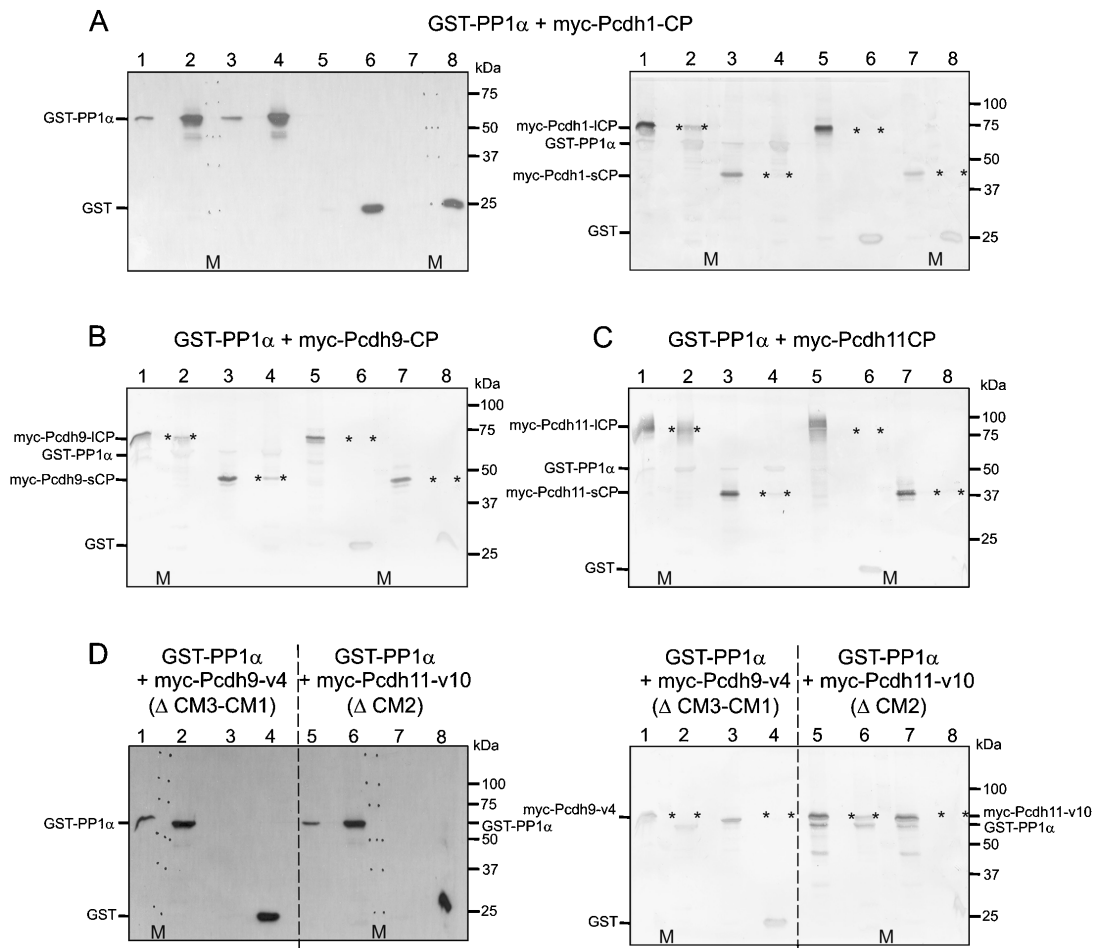 A
GST-PP1α + myc-Pcdh1-CP
1 2 3 4 5 6 7 8
kDa
75
GST-PP1α
50
37
25
GST
M M
1 2 3 4 5 6 7 8
kDa
100
myc-Pcdh1-lCP * * * * 75
GST-PP1α
50
myc-Pcdh1-sCP * * * *
37
GST
25
M M
B
GST-PP1α + myc-Pcdh9-CP
1 2 3 4 5 6 7 8
kDa
100
myc-Pcdh9-lCP * * * * 75
GST-PP1α
50
myc-Pcdh9-sCP * * * *
37
GST
25
M M
C
GST-PP1α + myc-Pcdh11CP
1 2 3 4 5 6 7 8
kDa
100
myc-Pcdh11-lCP * * * *
75
GST-PP1α 50
myc-Pcdh11-sCP * * * * 37
25
GST
M M
D
GST-PP1α
+ myc-Pcdh9-v4
(Δ CM3-CM1)
GST-PP1α
+ myc-Pcdh11-v10
(Δ CM2)
1 2 3 4 5 6 7 8
kDa
100
75
GST-PP1α GST-PP1α
50
37
25
GST
M M
GST-PP1α
+ myc-Pcdh9-v4
(Δ CM3-CM1)
GST-PP1α
+ myc-Pcdh11-v10
(Δ CM2)
1 2 3 4 5 6 7 8
kDa
100
myc-Pcdh9-v4 * * * * * * * * myc-Pcdh11-v10
GST-PP1α
50
37
25
GST
M M